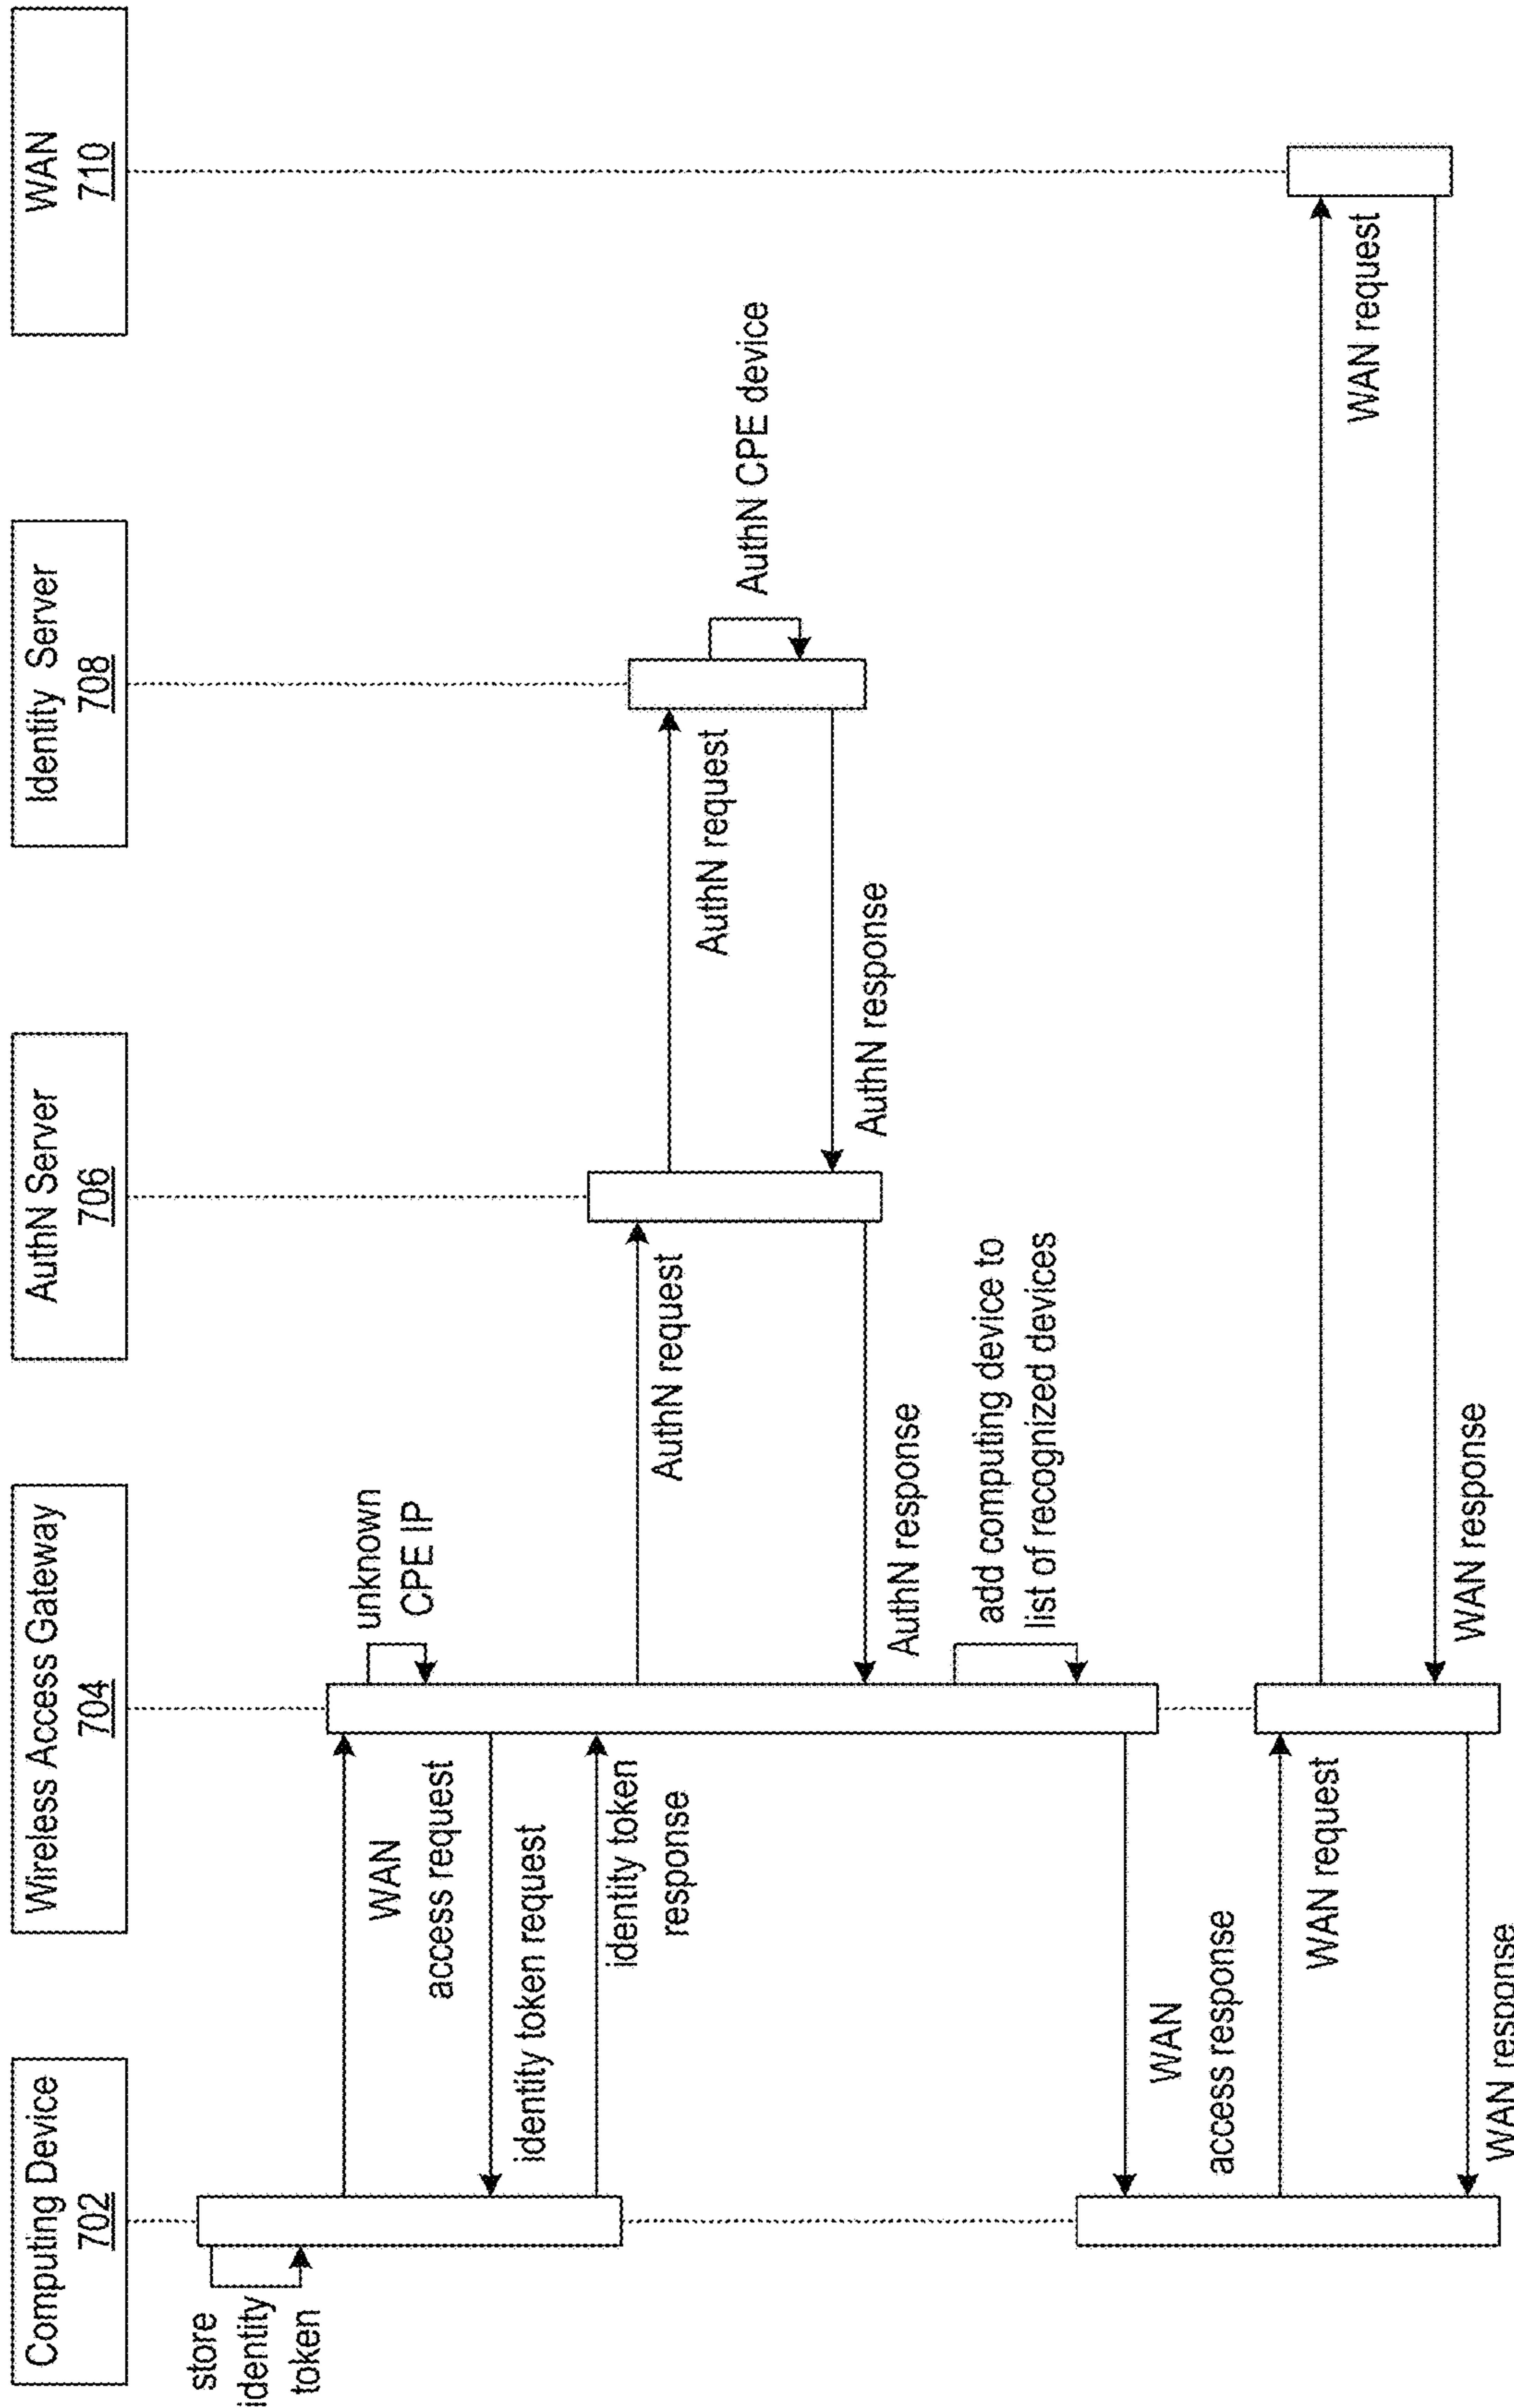 Computing Device
702
Wireless Access Gateway
704
AuthN Server
706
Identity Server
708
WAN
710
store
identity
token
WAN
access request
unknown
CPE IP
identity token request
identity token
response
AuthN request
AuthN request
AuthN CPE device
AuthN response
AuthN response
add computing device to
list of recognized devices
WAN
access response
WAN request
WAN request
WAN response
WAN response